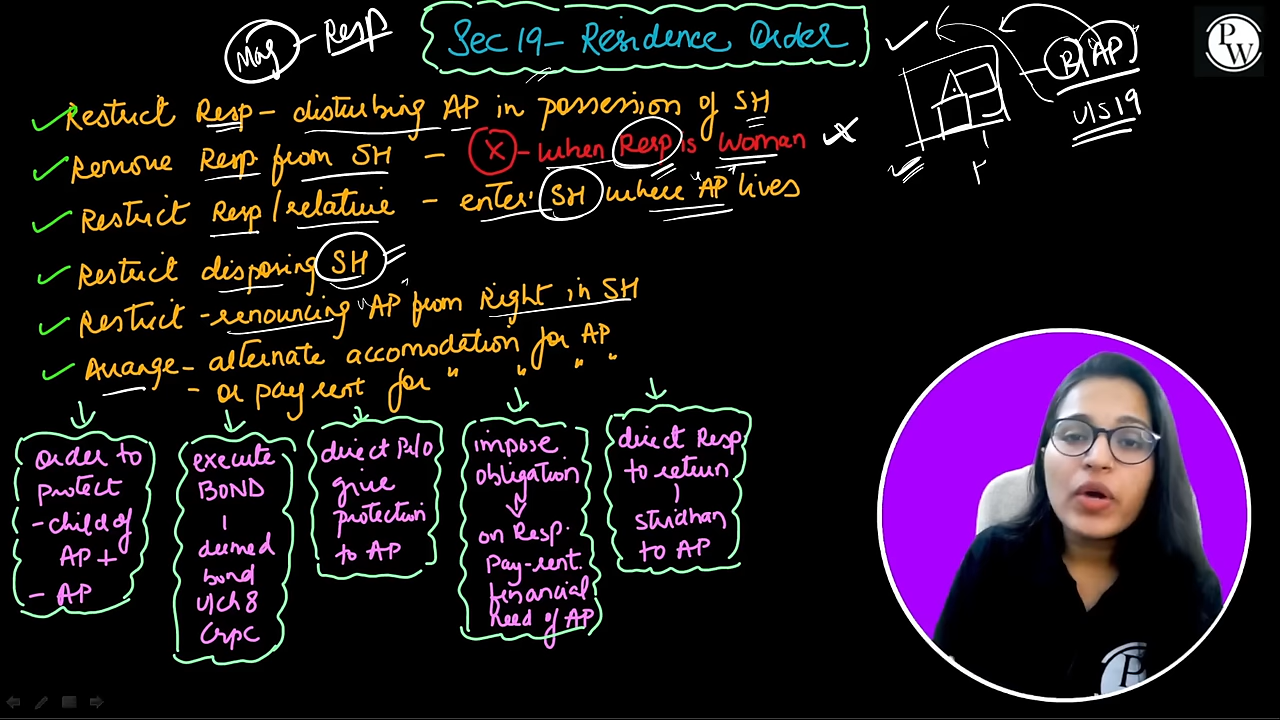 Mag - Resp
Sec 19 - Residence Order
Restrict Resp - disturbing AP in possession of SH
Remove Resp from SH - X - when Resp is Woman
Restrict Resp/relative - enter SH where "AP" lives
Restrict disposing SH
Restrict - renouncing "AP" from Right in SH
Arrange - alternate accomodation for AP
- or pay rent for " " " "
order to
protect
- child of
AP +
- AP
execute
BOND
deemed
bond
u/ch 8
Crpc
direct P/o
give
protection
to AP
impose
obligation
on Resp.
Pay-rent.
financial
need of AP
direct Resp
to return
stridhan
to AP
(AP)
u/s 19
PW
P